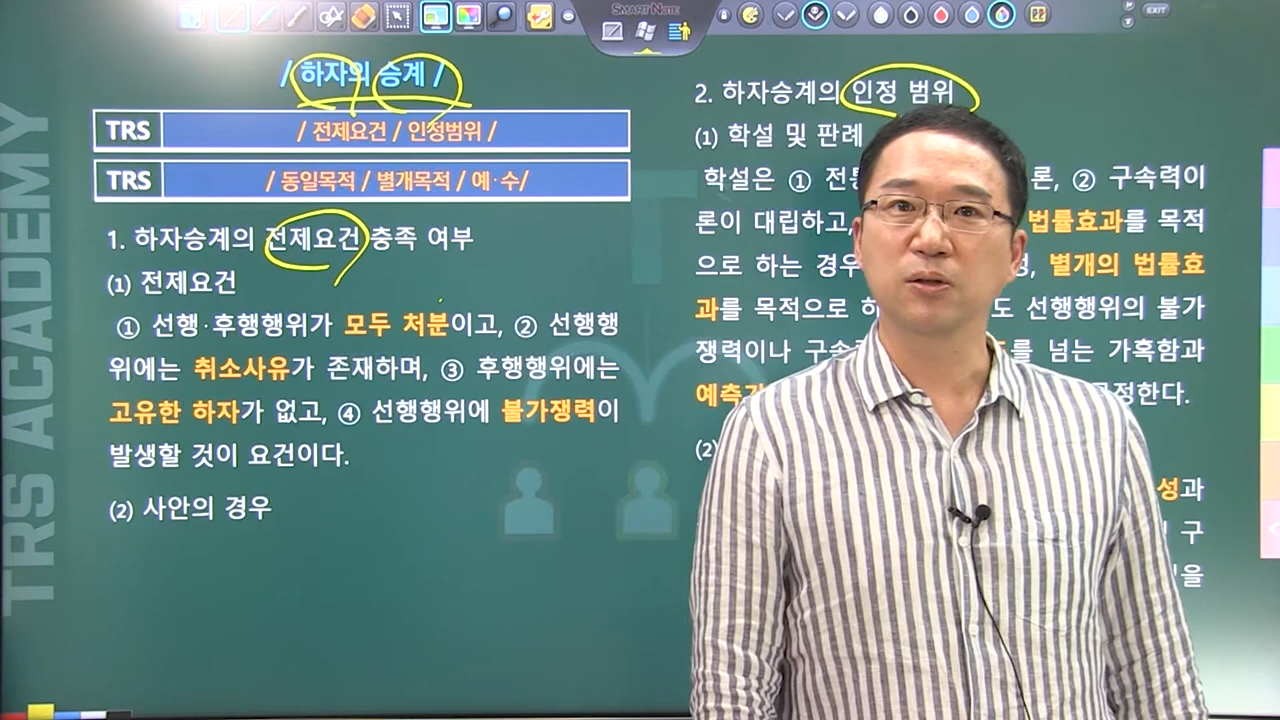 SMART NOTE
EXIT
/ 하자의 승계 /
TRS / 전제요건 / 인정범위 /
TRS / 동일목적 / 별개목적 / 예·수/
1. 하자승계의 전제요건 충족 여부
(1) 전제요건
① 선행·후행행위가 모두 처분이고, ② 선행행
위에는 취소사유가 존재하며, ③ 후행행위에는
고유한 하자가 없고, ④ 선행행위에 불가쟁력이
발생할 것이 요건이다.
(2) 사안의 경우
2. 하자승계의 인정 범위
(1) 학설 및 판례
학설은 ① 론, ② 구속력이
론이 대립하고, 법률효과를 목적
으로 하는 경우 별개의 법률효
과를 목적으로 도 선행행위의 불가
쟁력이나 를 넘는 가혹함과
(2)
성과
구
을
TRS ACADEMY